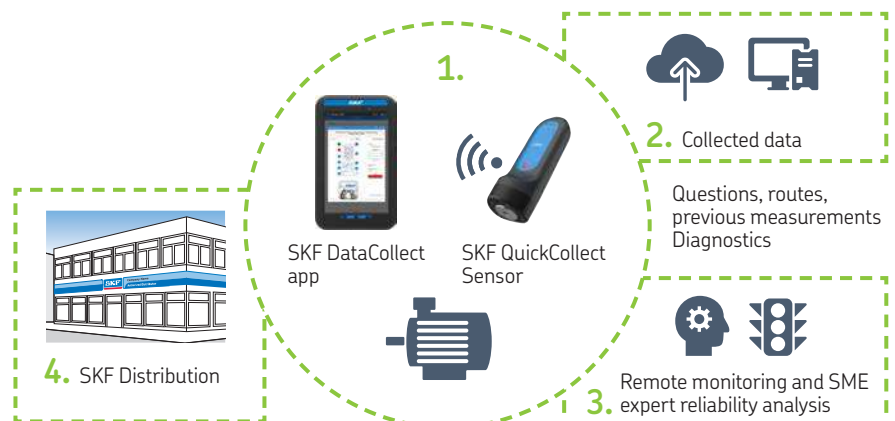 1.
SKF
SKF DataCollect
app
SKF QuickCollect
Sensor
2. Collected data
Questions, routes,
previous measurements
Diagnostics
3. Remote monitoring and SME
expert reliability analysis
SKF
4. SKF Distribution